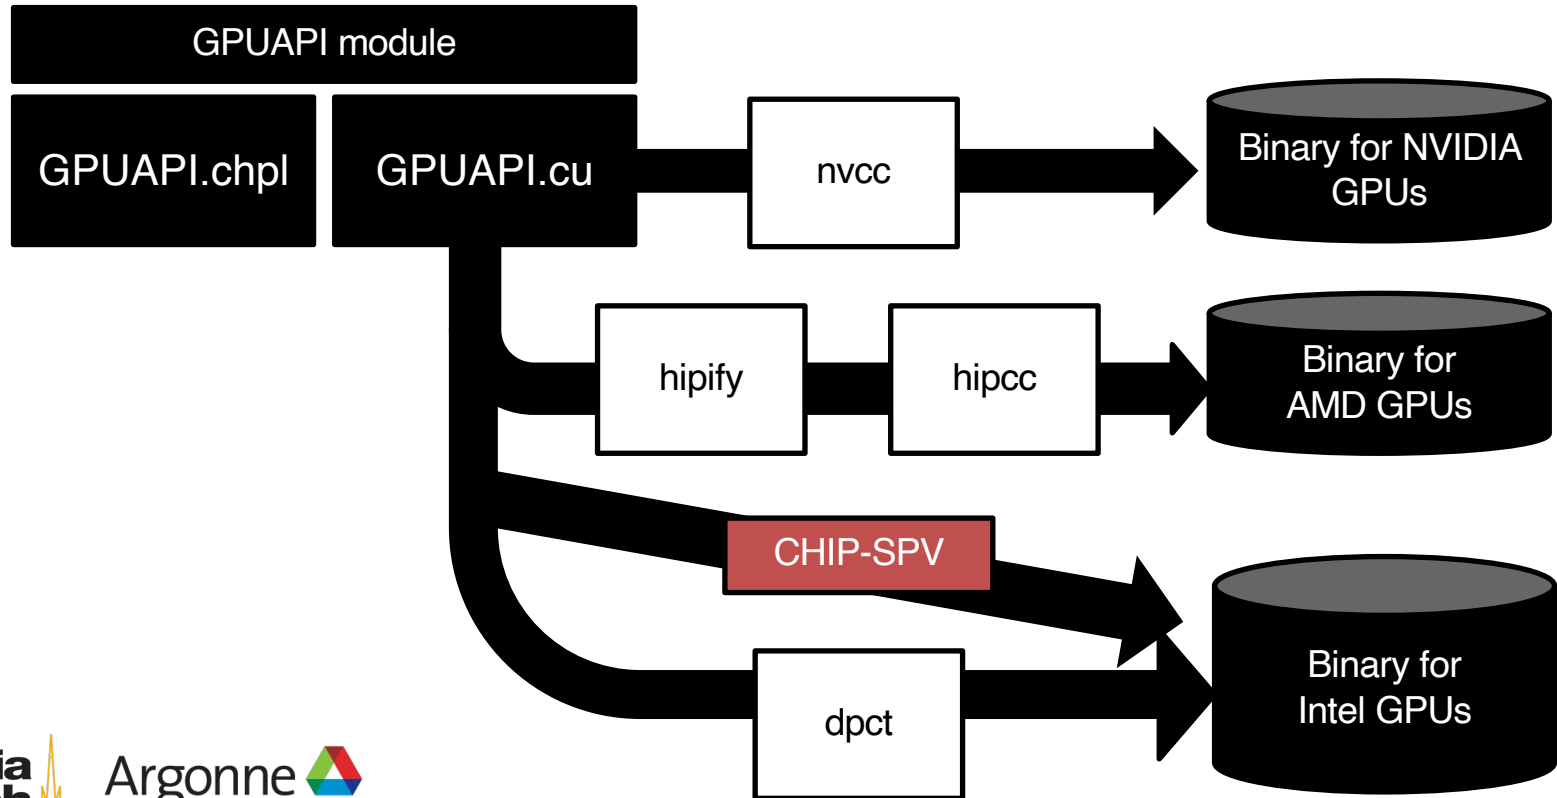 GPUAPI module
GPUAPI.chpl
GPUAPI.cu
nvcc
Binary for NVIDIA
GPUs
hipify
hipcc
Binary for
AMD GPUs
CHIP-SPV
dpct
Binary for
Intel GPUs
Argonne